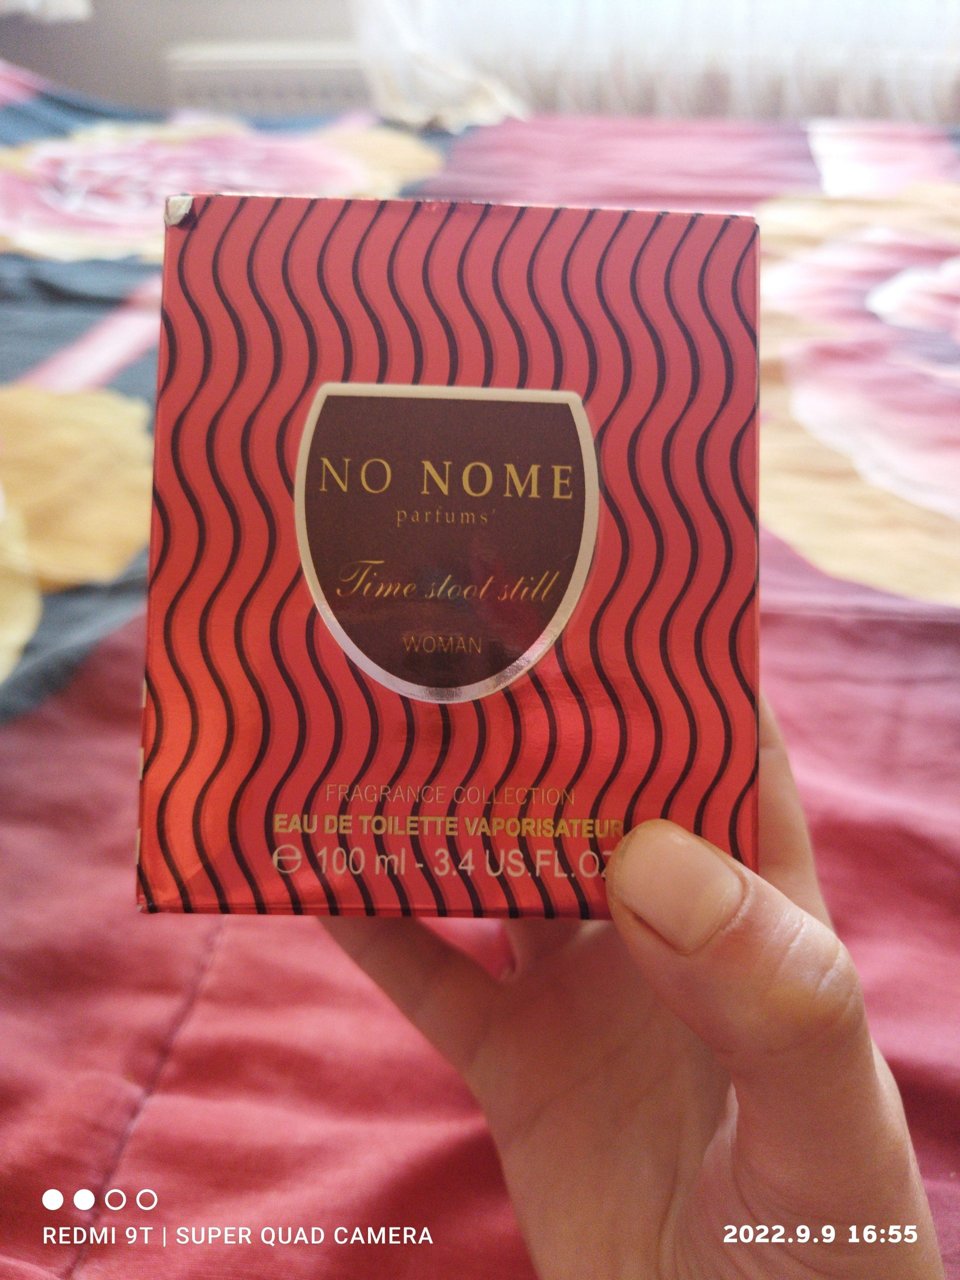 NO NOME
parfums'
Time stool still
WOMAN
FRAGRANCE COLLECTION
EAU DE TOILETTE VAPORISATEUR
℮ 100 ml - 3.4 US.FL.OZ
REDMI 9T | SUPER QUAD CAMERA
2022.9.9 16:55